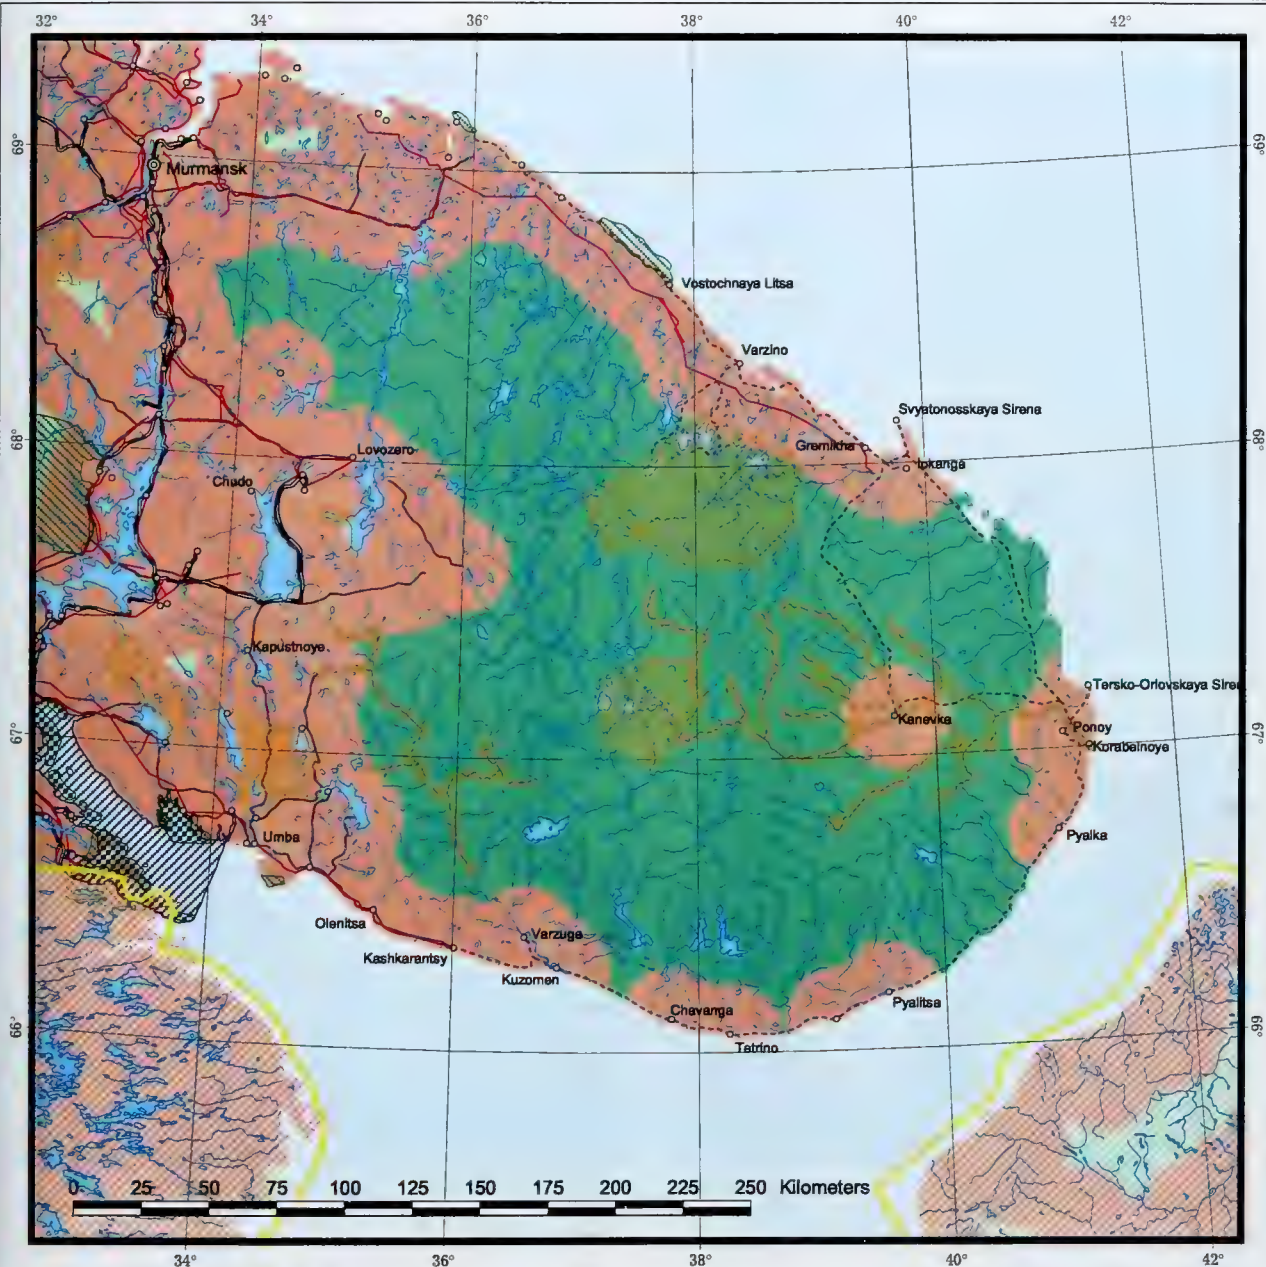 32° 34° 36° 38° 40° 42°
69° 69°
Murmansk
Vostochnaya Litsa
Varzino
Svyatonosskaya Sirena
68° Gremikha 68°
Lovozero Iokanga
Chudo
Kapustnoye
Tersko-Orlovskaya Siren
Kanevka
67° Ponoy 67°
Korabelnoye
Umba Pyalka
Olenitsa
Varzuga
Kashkarantsy
Kuzomen
Chavanga Pyalitsa
66° 66°
Tetrino
0 25 50 75 100 125 150 175 200 225 250 Kilometers
34° 36° 38° 40° 42°